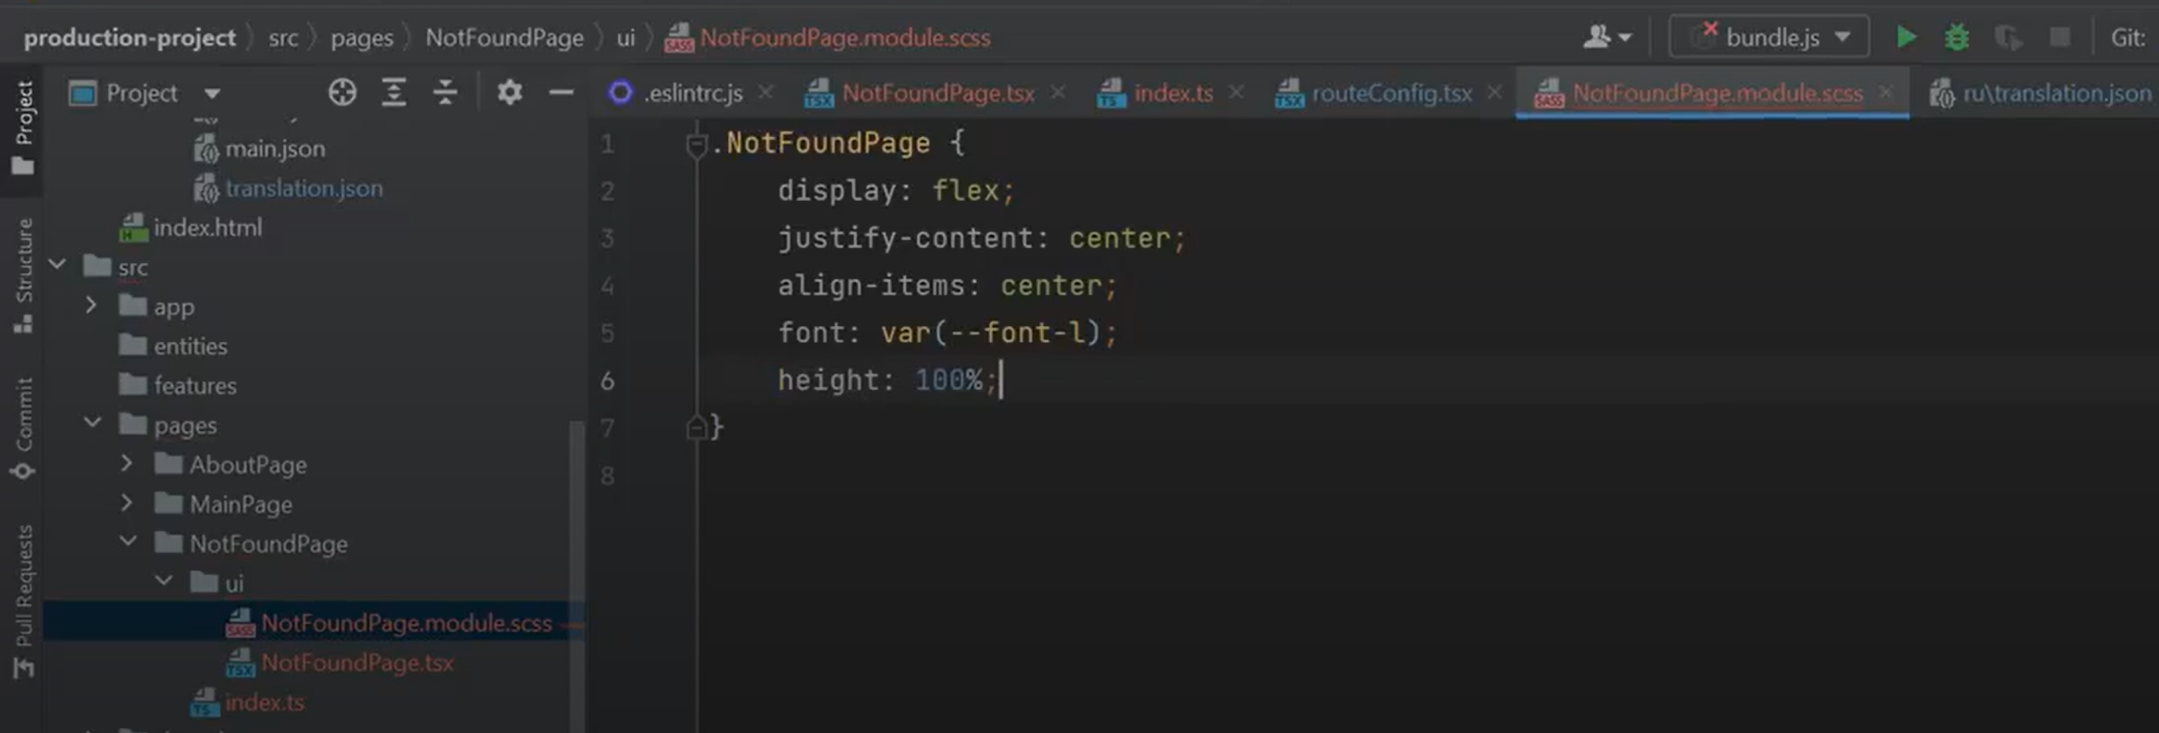 production-project src pages NotFoundPage ui NotFoundPage.module.scss bundle.js Git:
Project .eslintrc.js NotFoundPage.tsx index.ts routeConfig.tsx NotFoundPage.module.scss ru\translation.json
Project
Structure
Commit
Pull Requests
main.json
translation.json
index.html
src
app
entities
features
pages
AboutPage
MainPage
NotFoundPage
ui
NotFoundPage.module.scss
NotFoundPage.tsx
index.ts
1 .NotFoundPage {
2 display: flex;
3 justify-content: center;
4 align-items: center;
5 font: var(--font-l);
6 height: 100%;
7 }
8